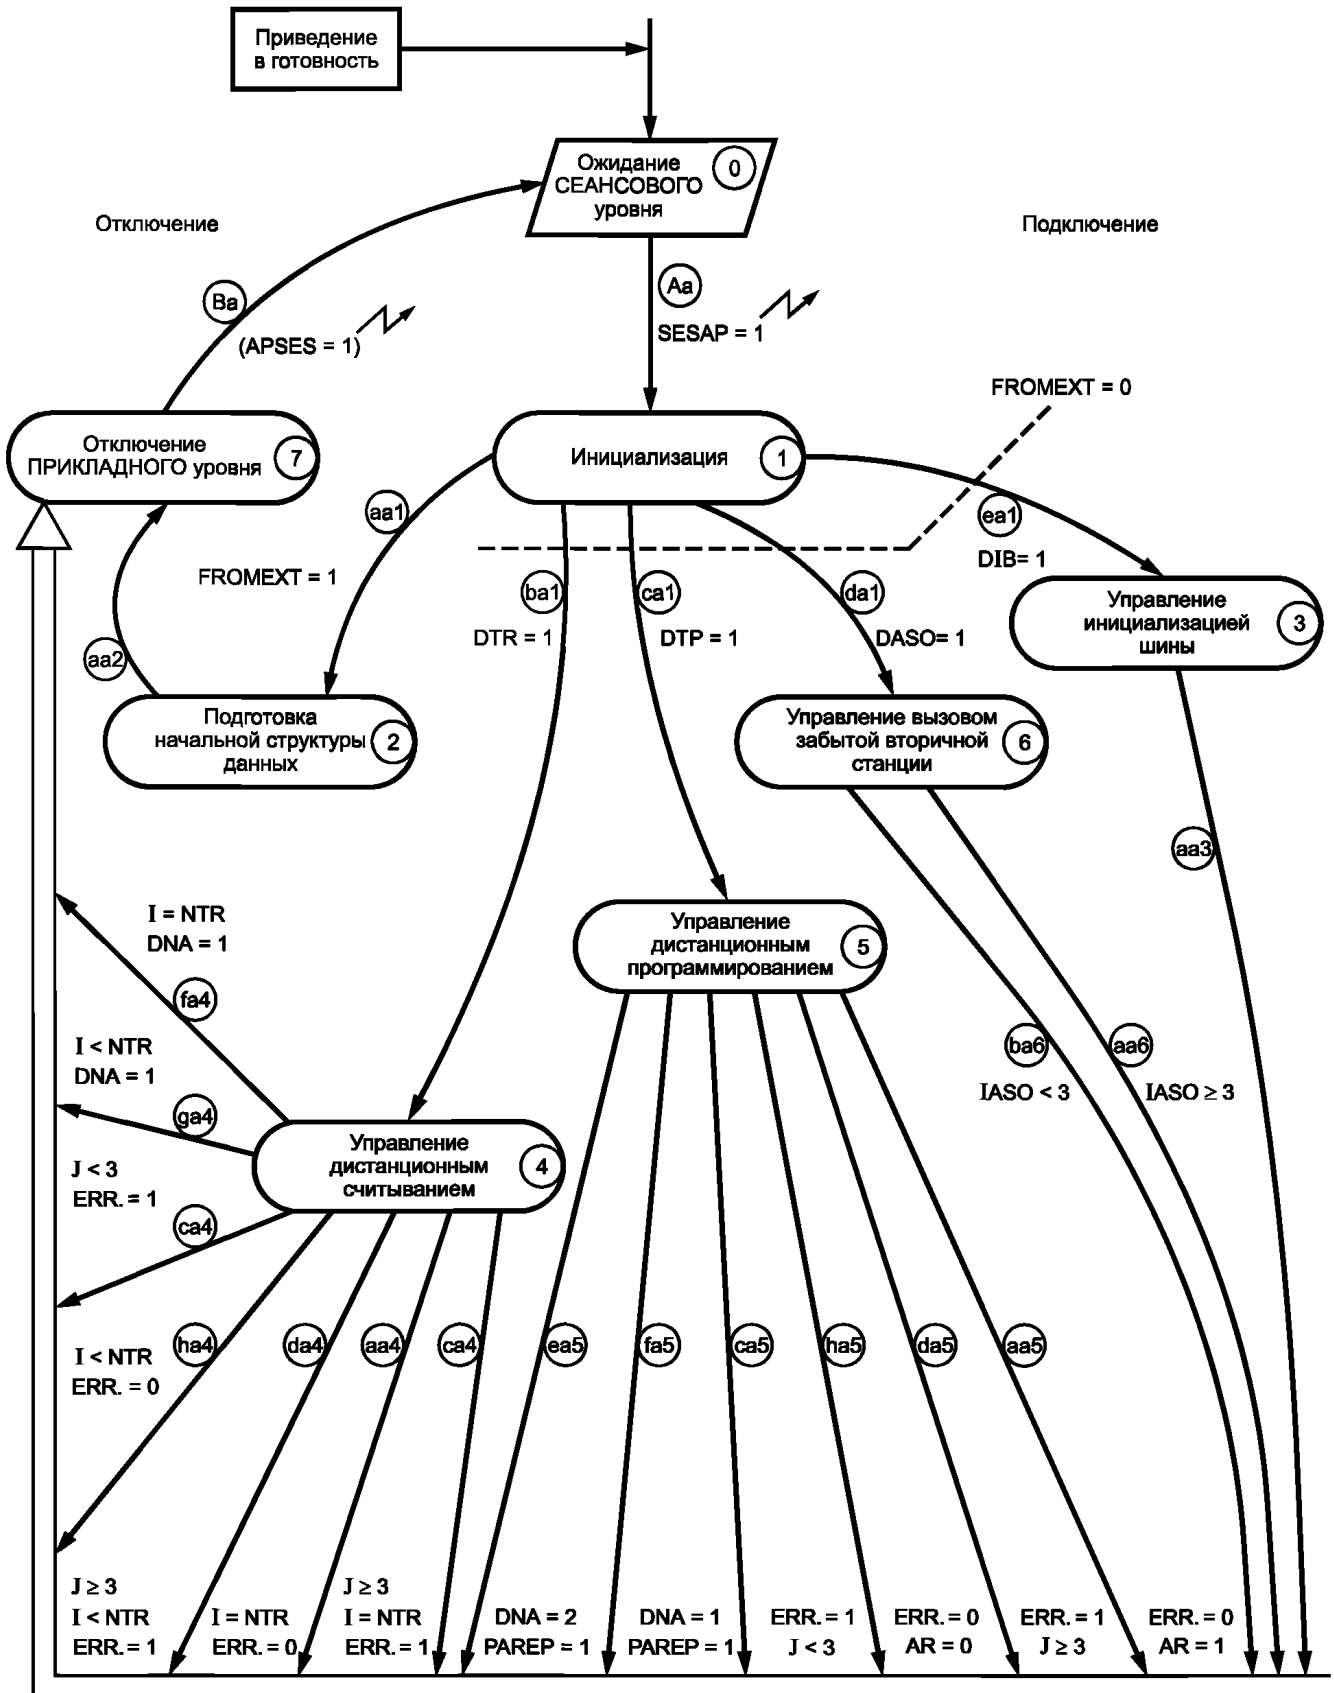 Приведение
в готовность
Ожидание
СЕАНСОВОГО
уровня
0
Отключение
Подключение
Ba
(APSES = 1)
Aa
SESAP = 1
FROMEXT = 0
Отключение
ПРИКЛАДНОГО уровня
7
Инициализация
1
aa1
FROMEXT = 1
ba1
DTR = 1
ca1
DTP = 1
da1
DASO= 1
ea1
DIB= 1
Управление
инициализацией
шины
3
aa2
Подготовка
начальной структуры
данных
2
Управление вызовом
забытой вторичной
станции
6
aa3
I = NTR
DNA = 1
fa4
Управление
дистанционным
программированием
5
I < NTR
DNA = 1
ga4
ba6
IASO < 3
aa6
IASO ≥ 3
Управление
дистанционным
считыванием
4
J < 3
ERR. = 1
ca4
I < NTR
ERR. = 0
ha4
da4
aa4
ca4
ea5
fa5
ca5
ha5
da5
aa5
J ≥ 3
I < NTR
ERR. = 1
I = NTR
ERR. = 0
J ≥ 3
I = NTR
ERR. = 1
DNA = 2
PAREP = 1
DNA = 1
PAREP = 1
ERR. = 1
J < 3
ERR. = 0
AR = 0
ERR. = 1
J ≥ 3
ERR. = 0
AR = 1